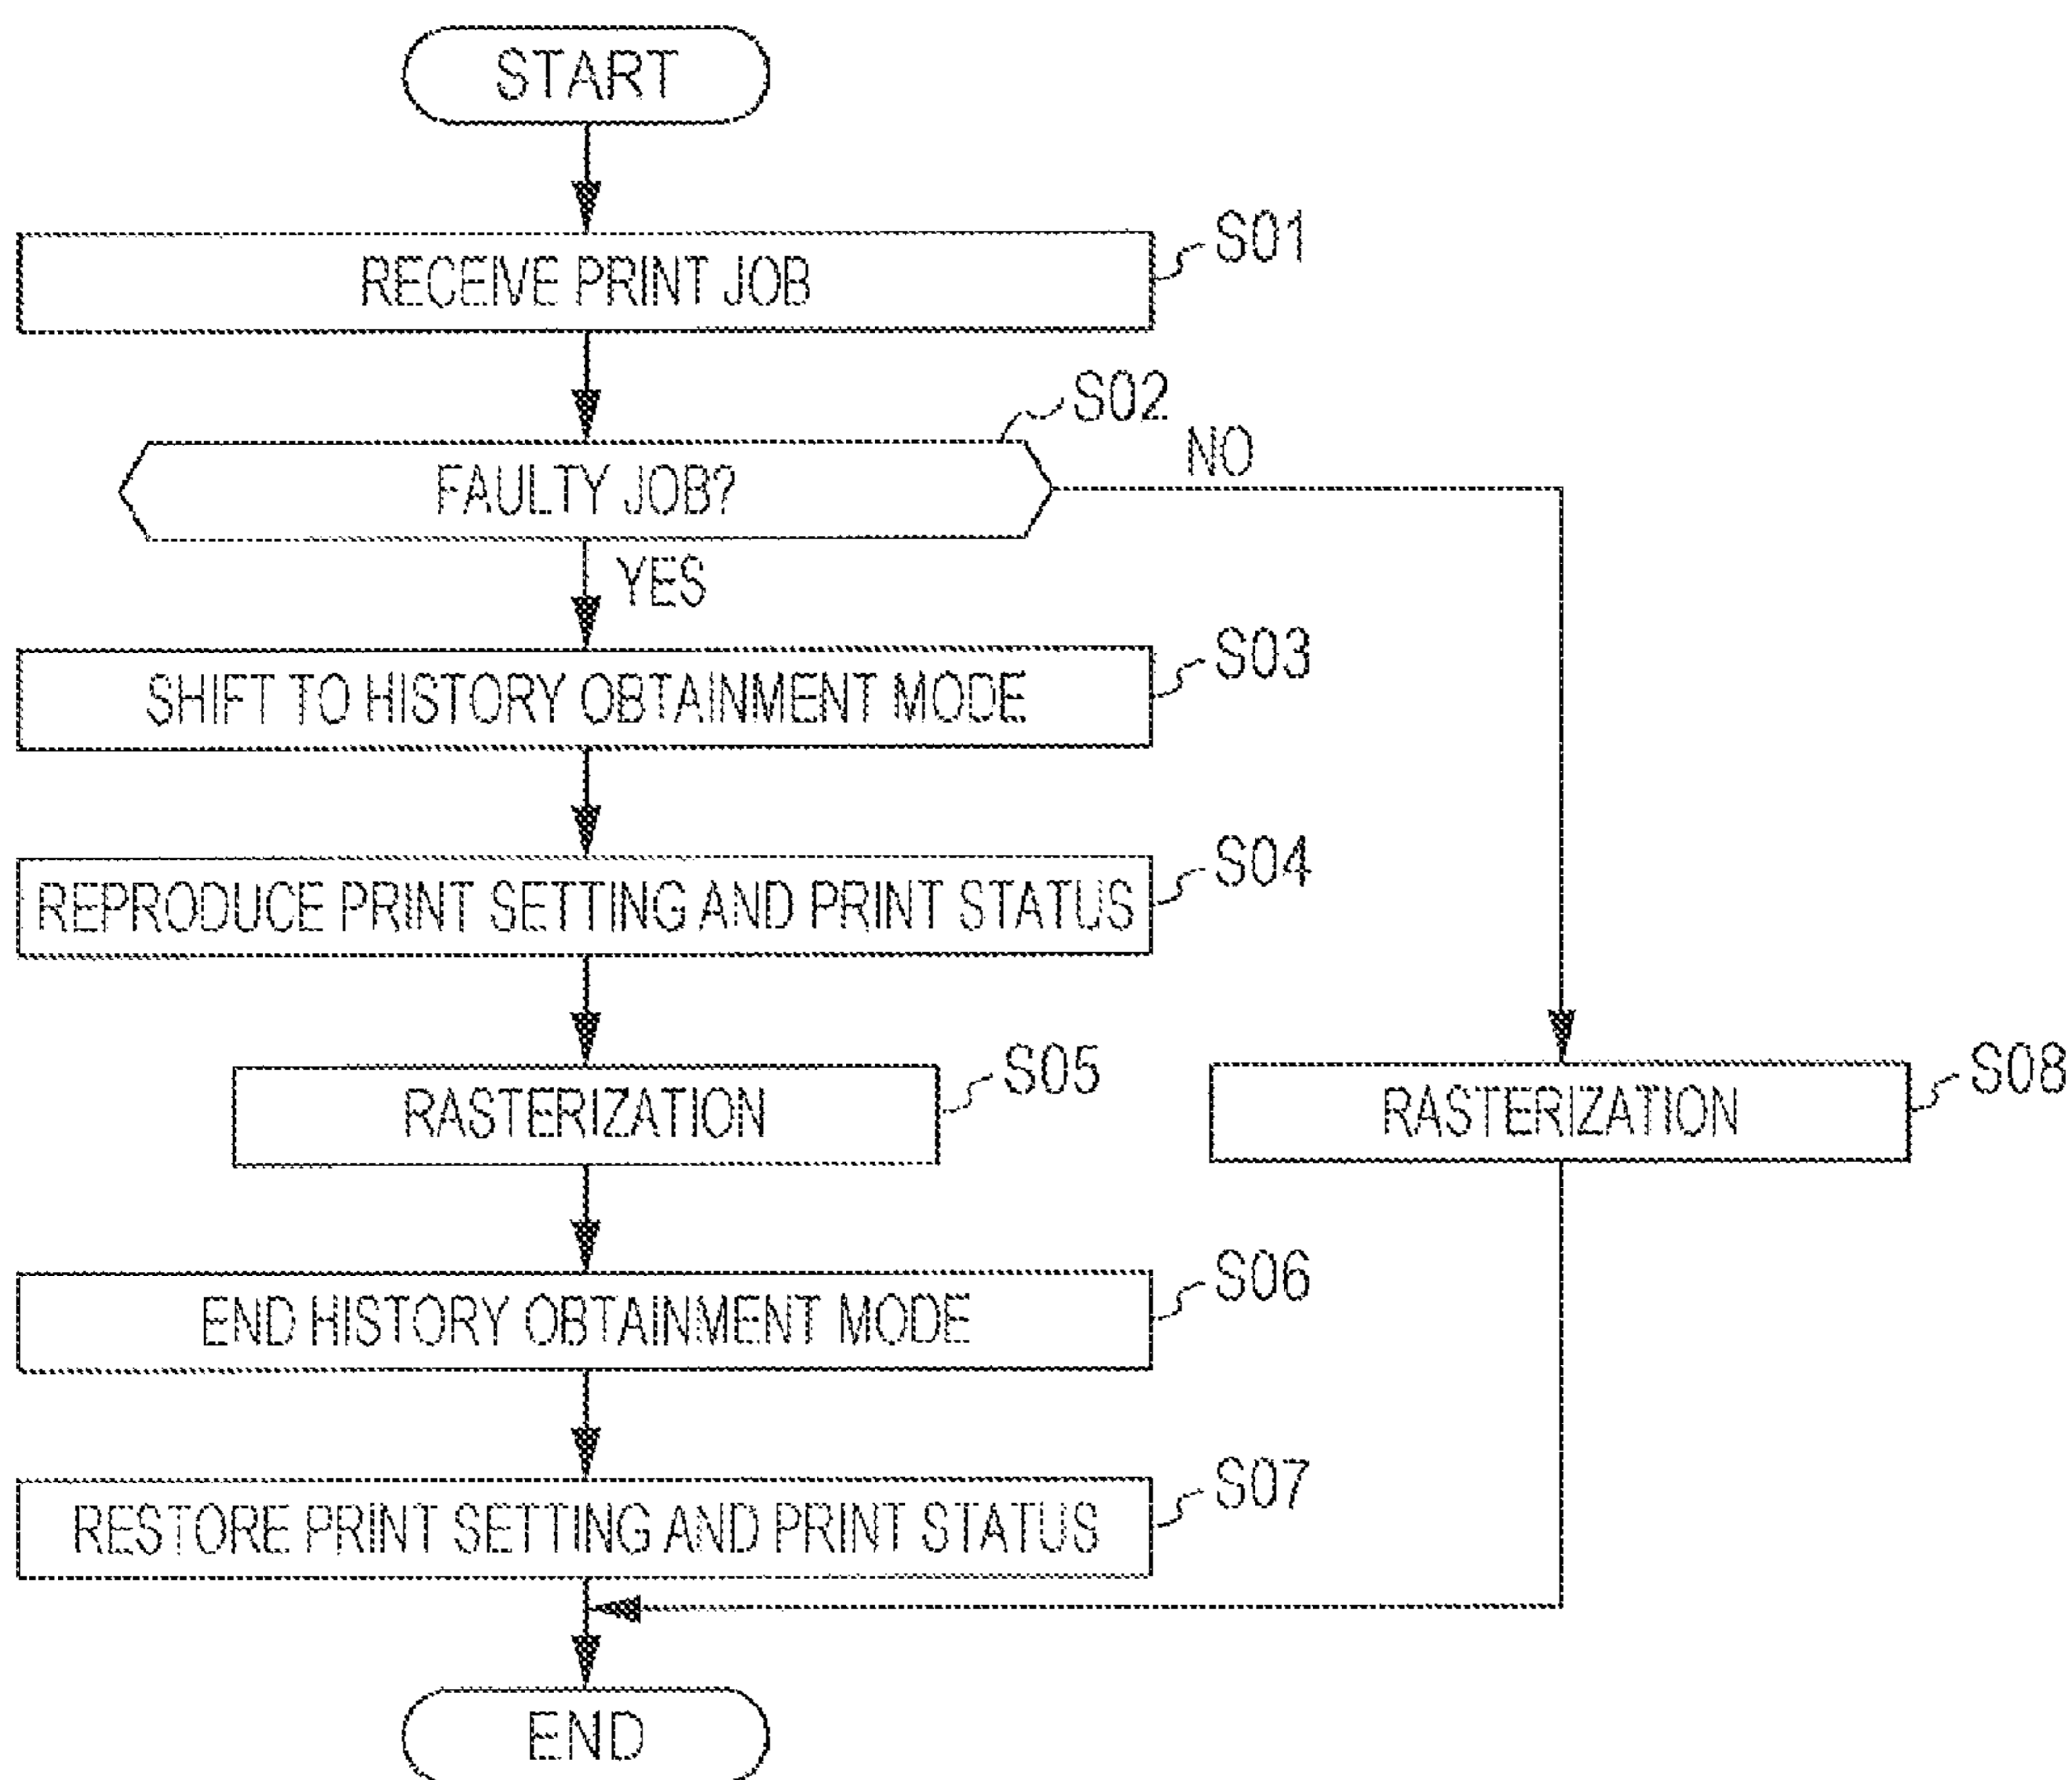 START
RECEIVE PRINT JOB
S01
FAULTY JOB?
S02
NO
YES
SHIFT TO HISTORY OBTAINMENT MODE
S03
REPRODUCE PRINT SETTING AND PRINT STATUS
S04
RASTERIZATION
S05
RASTERIZATION
S08
END HISTORY OBTAINMENT MODE
S06
RESTORE PRINT SETTING AND PRINT STATUS
S07
END